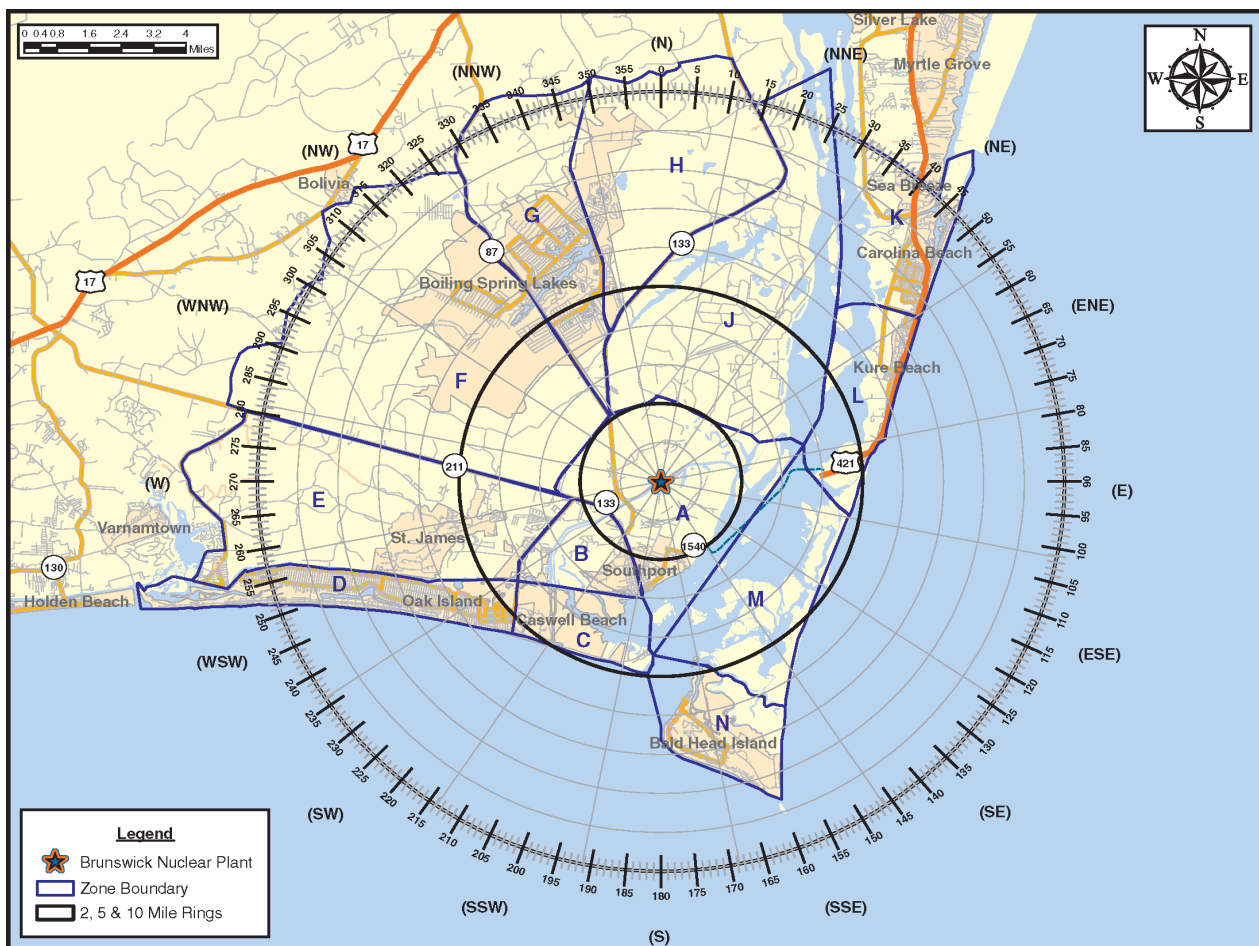 0 0.4 0.8 1.6 2.4 3.2 4
Miles
N
W E
S
(N)
(NNE)
(NE)
(ENE)
(E)
(ESE)
(SE)
(SSE)
(S)
(SSW)
(SW)
(WSW)
(W)
(WNW)
(NW)
(NNW)
0
5
10
15
20
25
30
35
40
45
50
55
60
65
70
75
80
85
90
95
100
105
110
115
120
125
130
135
140
145
150
155
160
165
170
175
180
185
190
195
200
205
210
215
220
225
230
235
240
245
250
255
260
265
270
275
280
285
290
295
300
305
310
315
320
325
330
335
340
345
350
355
Silver Lake
Myrtle Grove
17
Bolivia
Sea Breeze
H
G
K
133
87
Carolina Beach
17
Boiling Spring Lakes
J
Kure Beach
F
L
211
421
E
133
A
Varnamtown
St. James
1540
B
130
Southport
D
M
Holden Beach
Oak Island
Caswell Beach
C
N
Bald Head Island
Legend
Brunswick Nuclear Plant
Zone Boundary
2, 5 & 10 Mile Rings